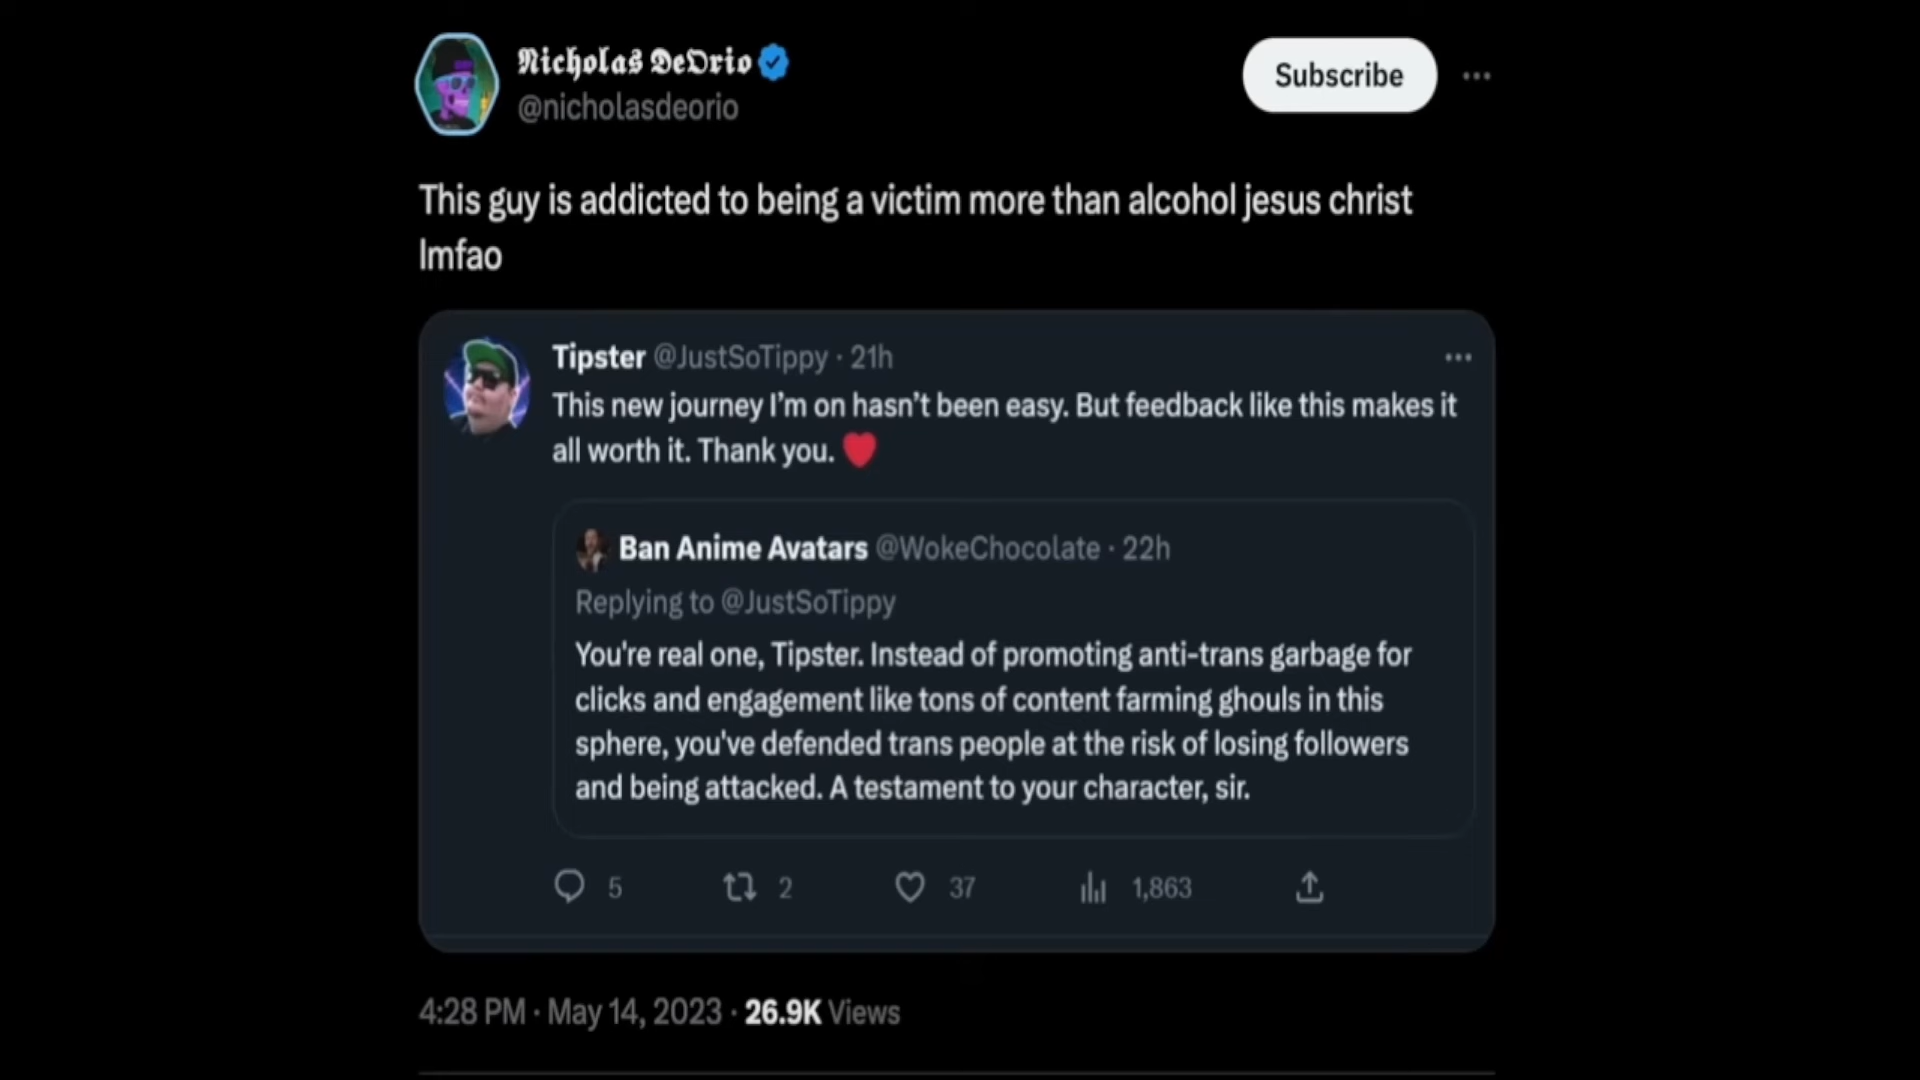 Nicholas DeOrio
@nicholasdeorio
Subscribe
This guy is addicted to being a victim more than alcohol jesus christ
lmfao
Tipster @JustSoTippy · 21h
This new journey I'm on hasn't been easy. But feedback like this makes it
all worth it. Thank you. ❤️
Ban Anime Avatars @WokeChocolate · 22h
Replying to @JustSoTippy
You're real one, Tipster. Instead of promoting anti-trans garbage for
clicks and engagement like tons of content farming ghouls in this
sphere, you've defended trans people at the risk of losing followers
and being attacked. A testament to your character, sir.
5 2 37 1,863
4:28 PM · May 14, 2023 · 26.9K Views